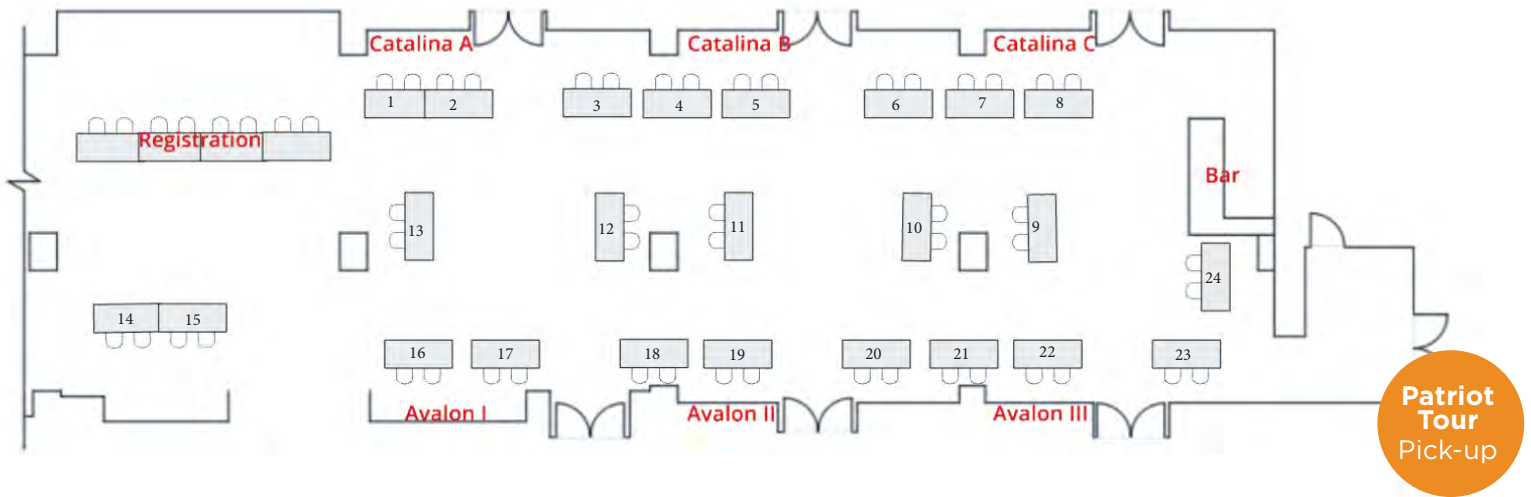 Catalina A
Catalina B
Catalina C
1
2
3
4
5
6
7
8
Registration
Bar
13
12
11
10
9
24
14
15
16
17
18
19
20
21
22
23
Avalon I
Avalon II
Avalon III
Patriot
Tour
Pick-up